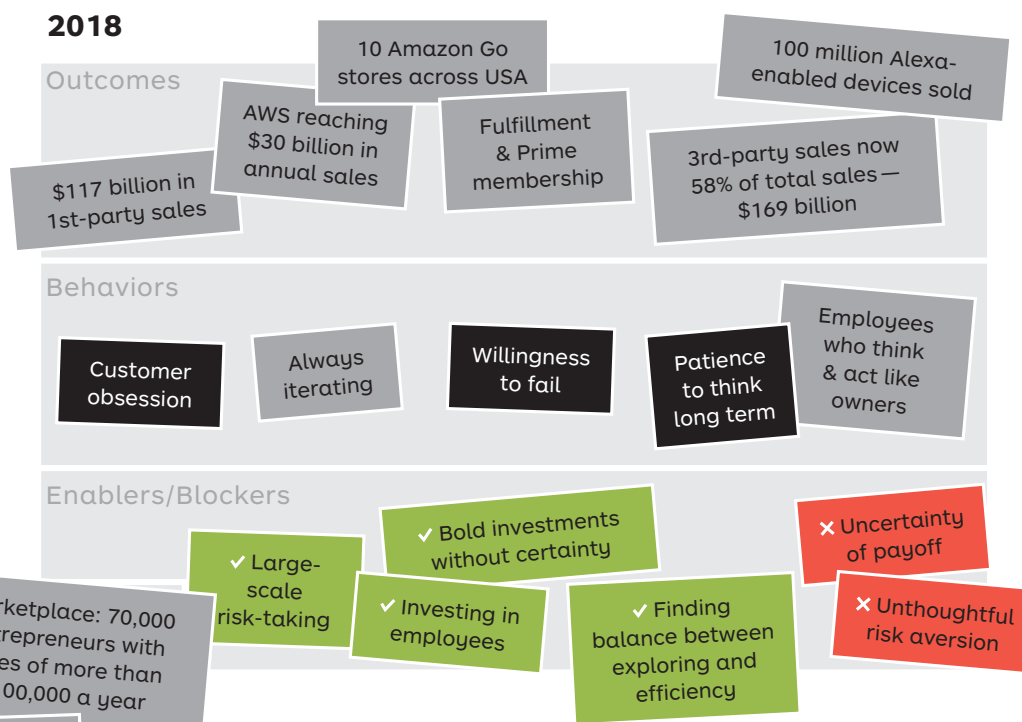 2018
Outcomes
10 Amazon Go
stores across USA
100 million Alexa-
enabled devices sold
AWS reaching
$30 billion in
annual sales
Fulfillment
& Prime
membership
3rd-party sales now
58% of total sales—
$169 billion
$117 billion in
1st-party sales
Behaviors
Customer
obsession
Always
iterating
Willingness
to fail
Patience
to think
long term
Employees
who think
& act like
owners
Enablers/Blockers
✓ Large-
scale
risk-taking
✓ Bold investments
without certainty
✓ Investing in
employees
✓ Finding
balance between
exploring and
efficiency
✕ Uncertainty
of payoff
✕ Unthoughtful
risk aversion
rketplace: 70,000
trepreneurs with
es of more than
00,000 a year